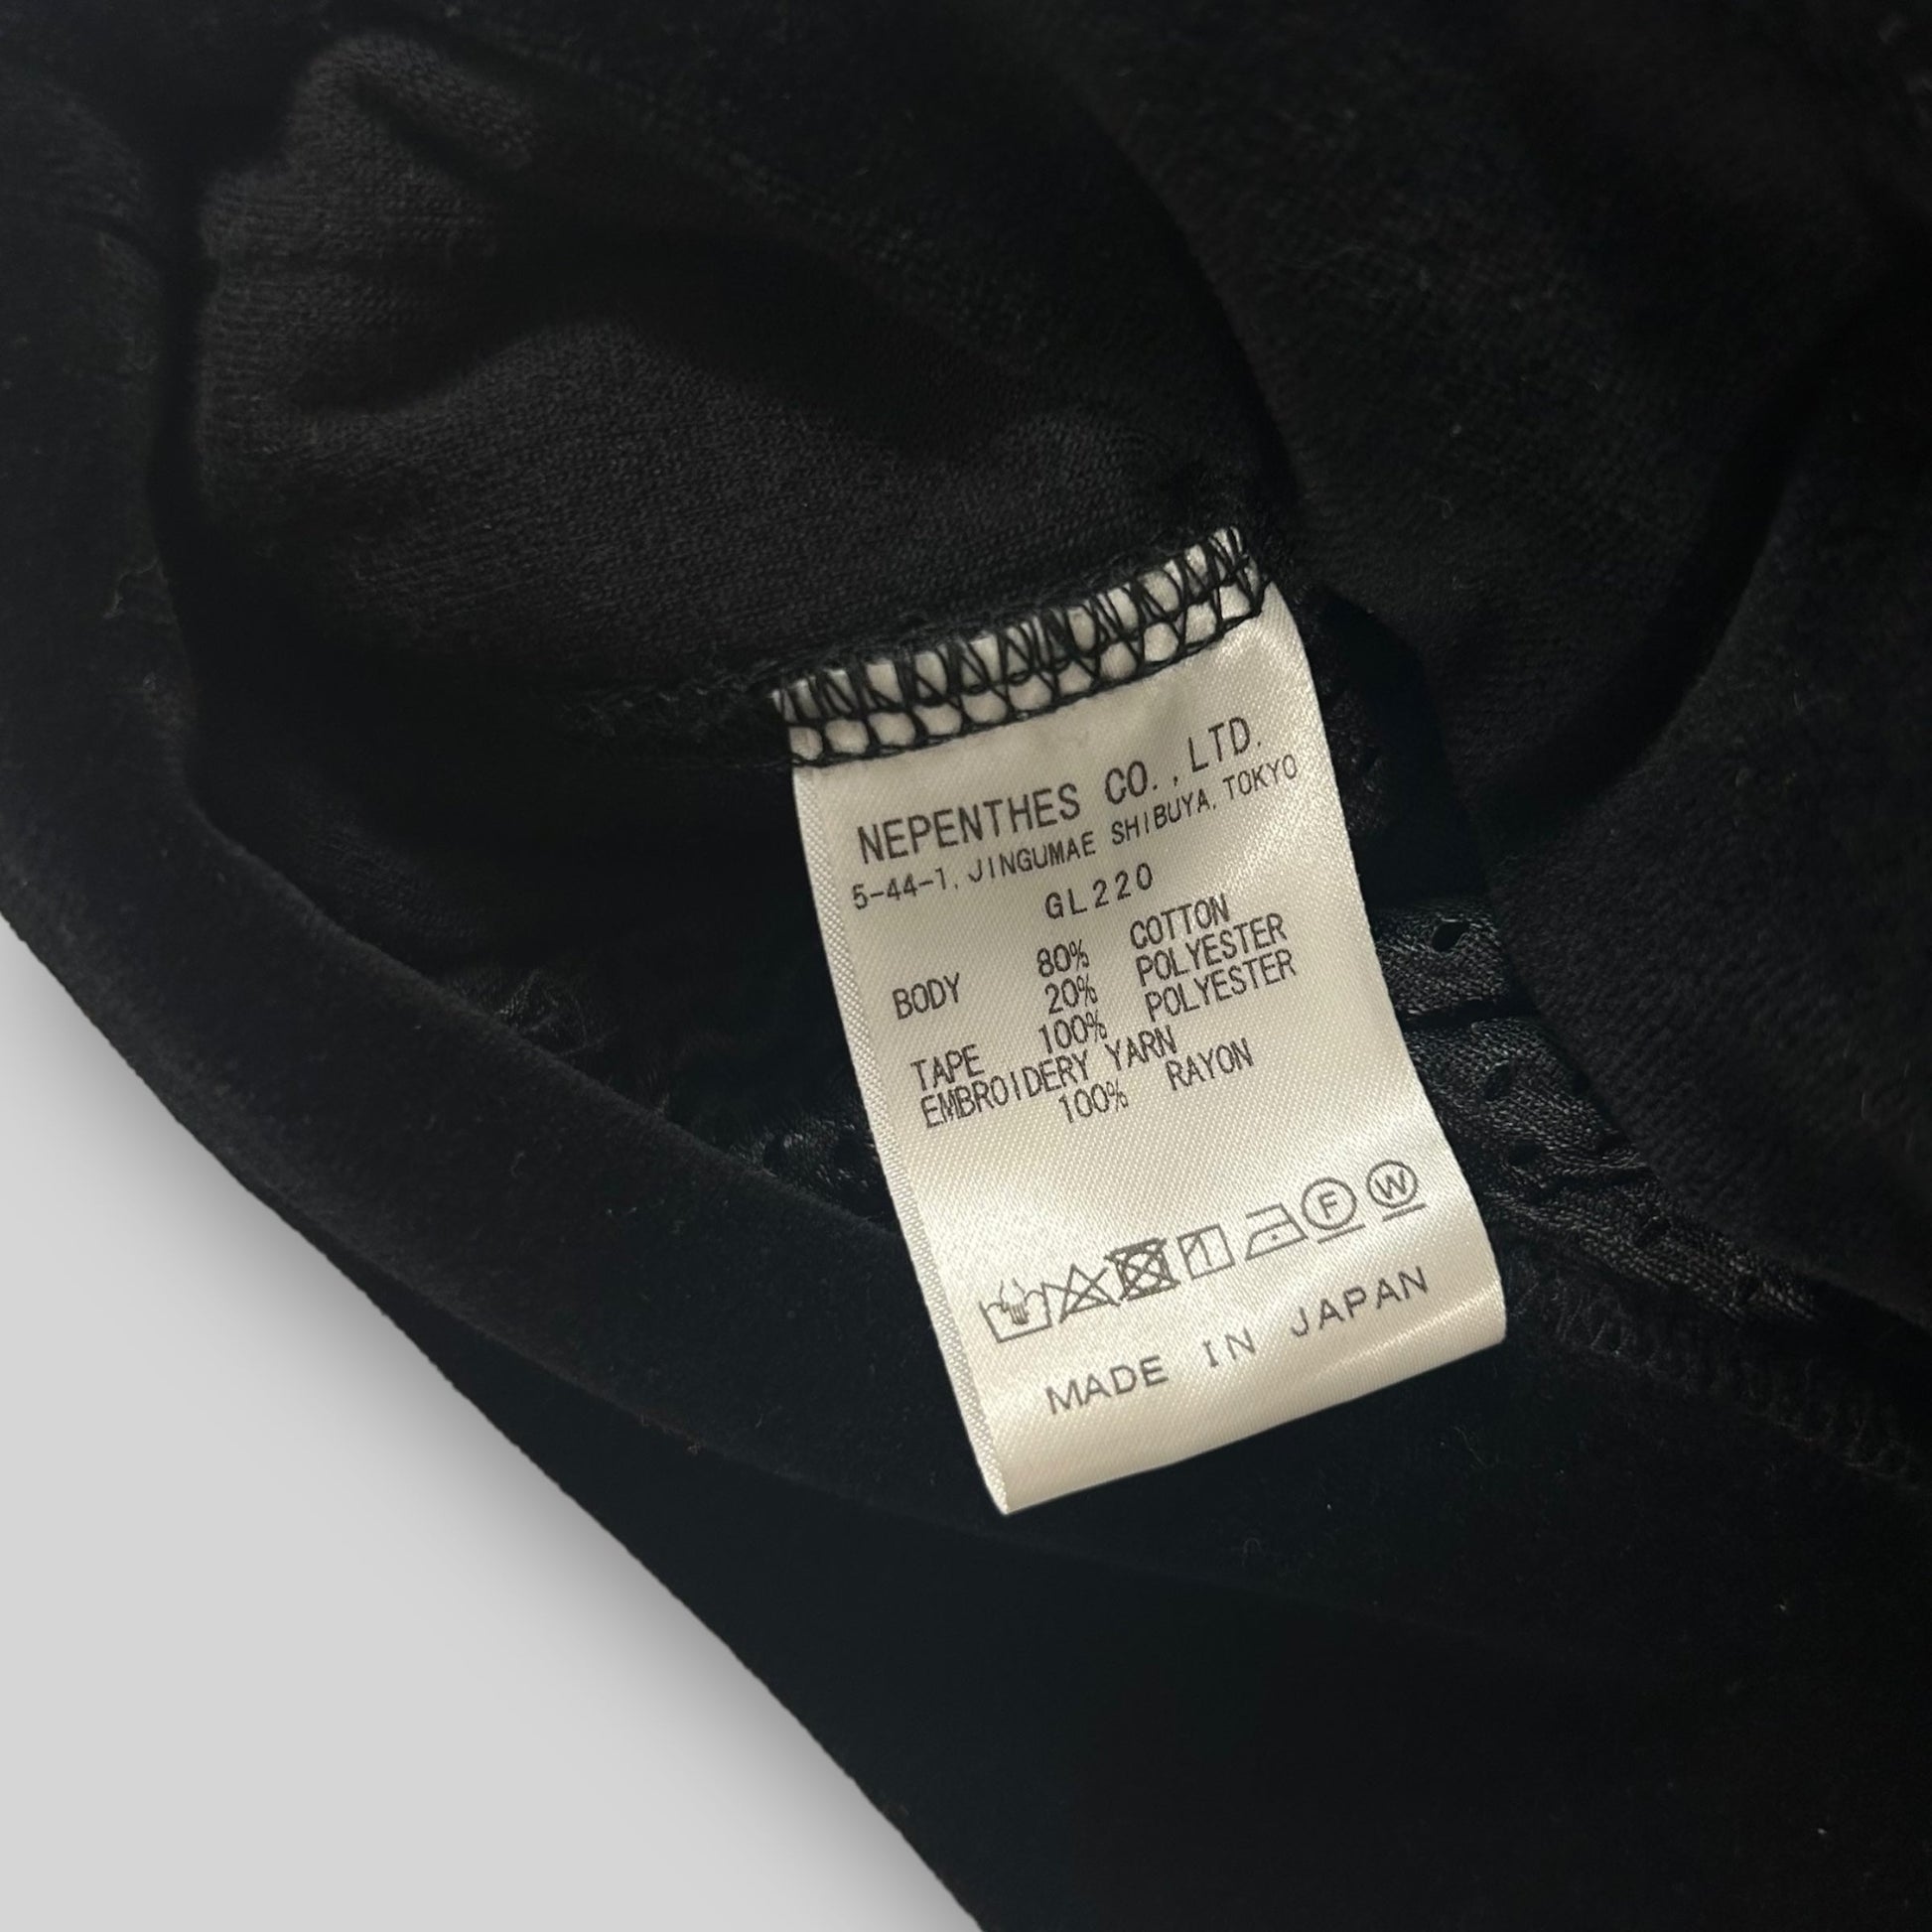 NEPENTHES CO.,LTD.
5-44-1, JINGUMAE SHIBUYA, TOKYO
GL220
BODY 80% COTTON
20% POLYESTER
TAPE 100% POLYESTER
EMBROIDERY YARN
100% RAYON
F W
MADE IN JAPAN